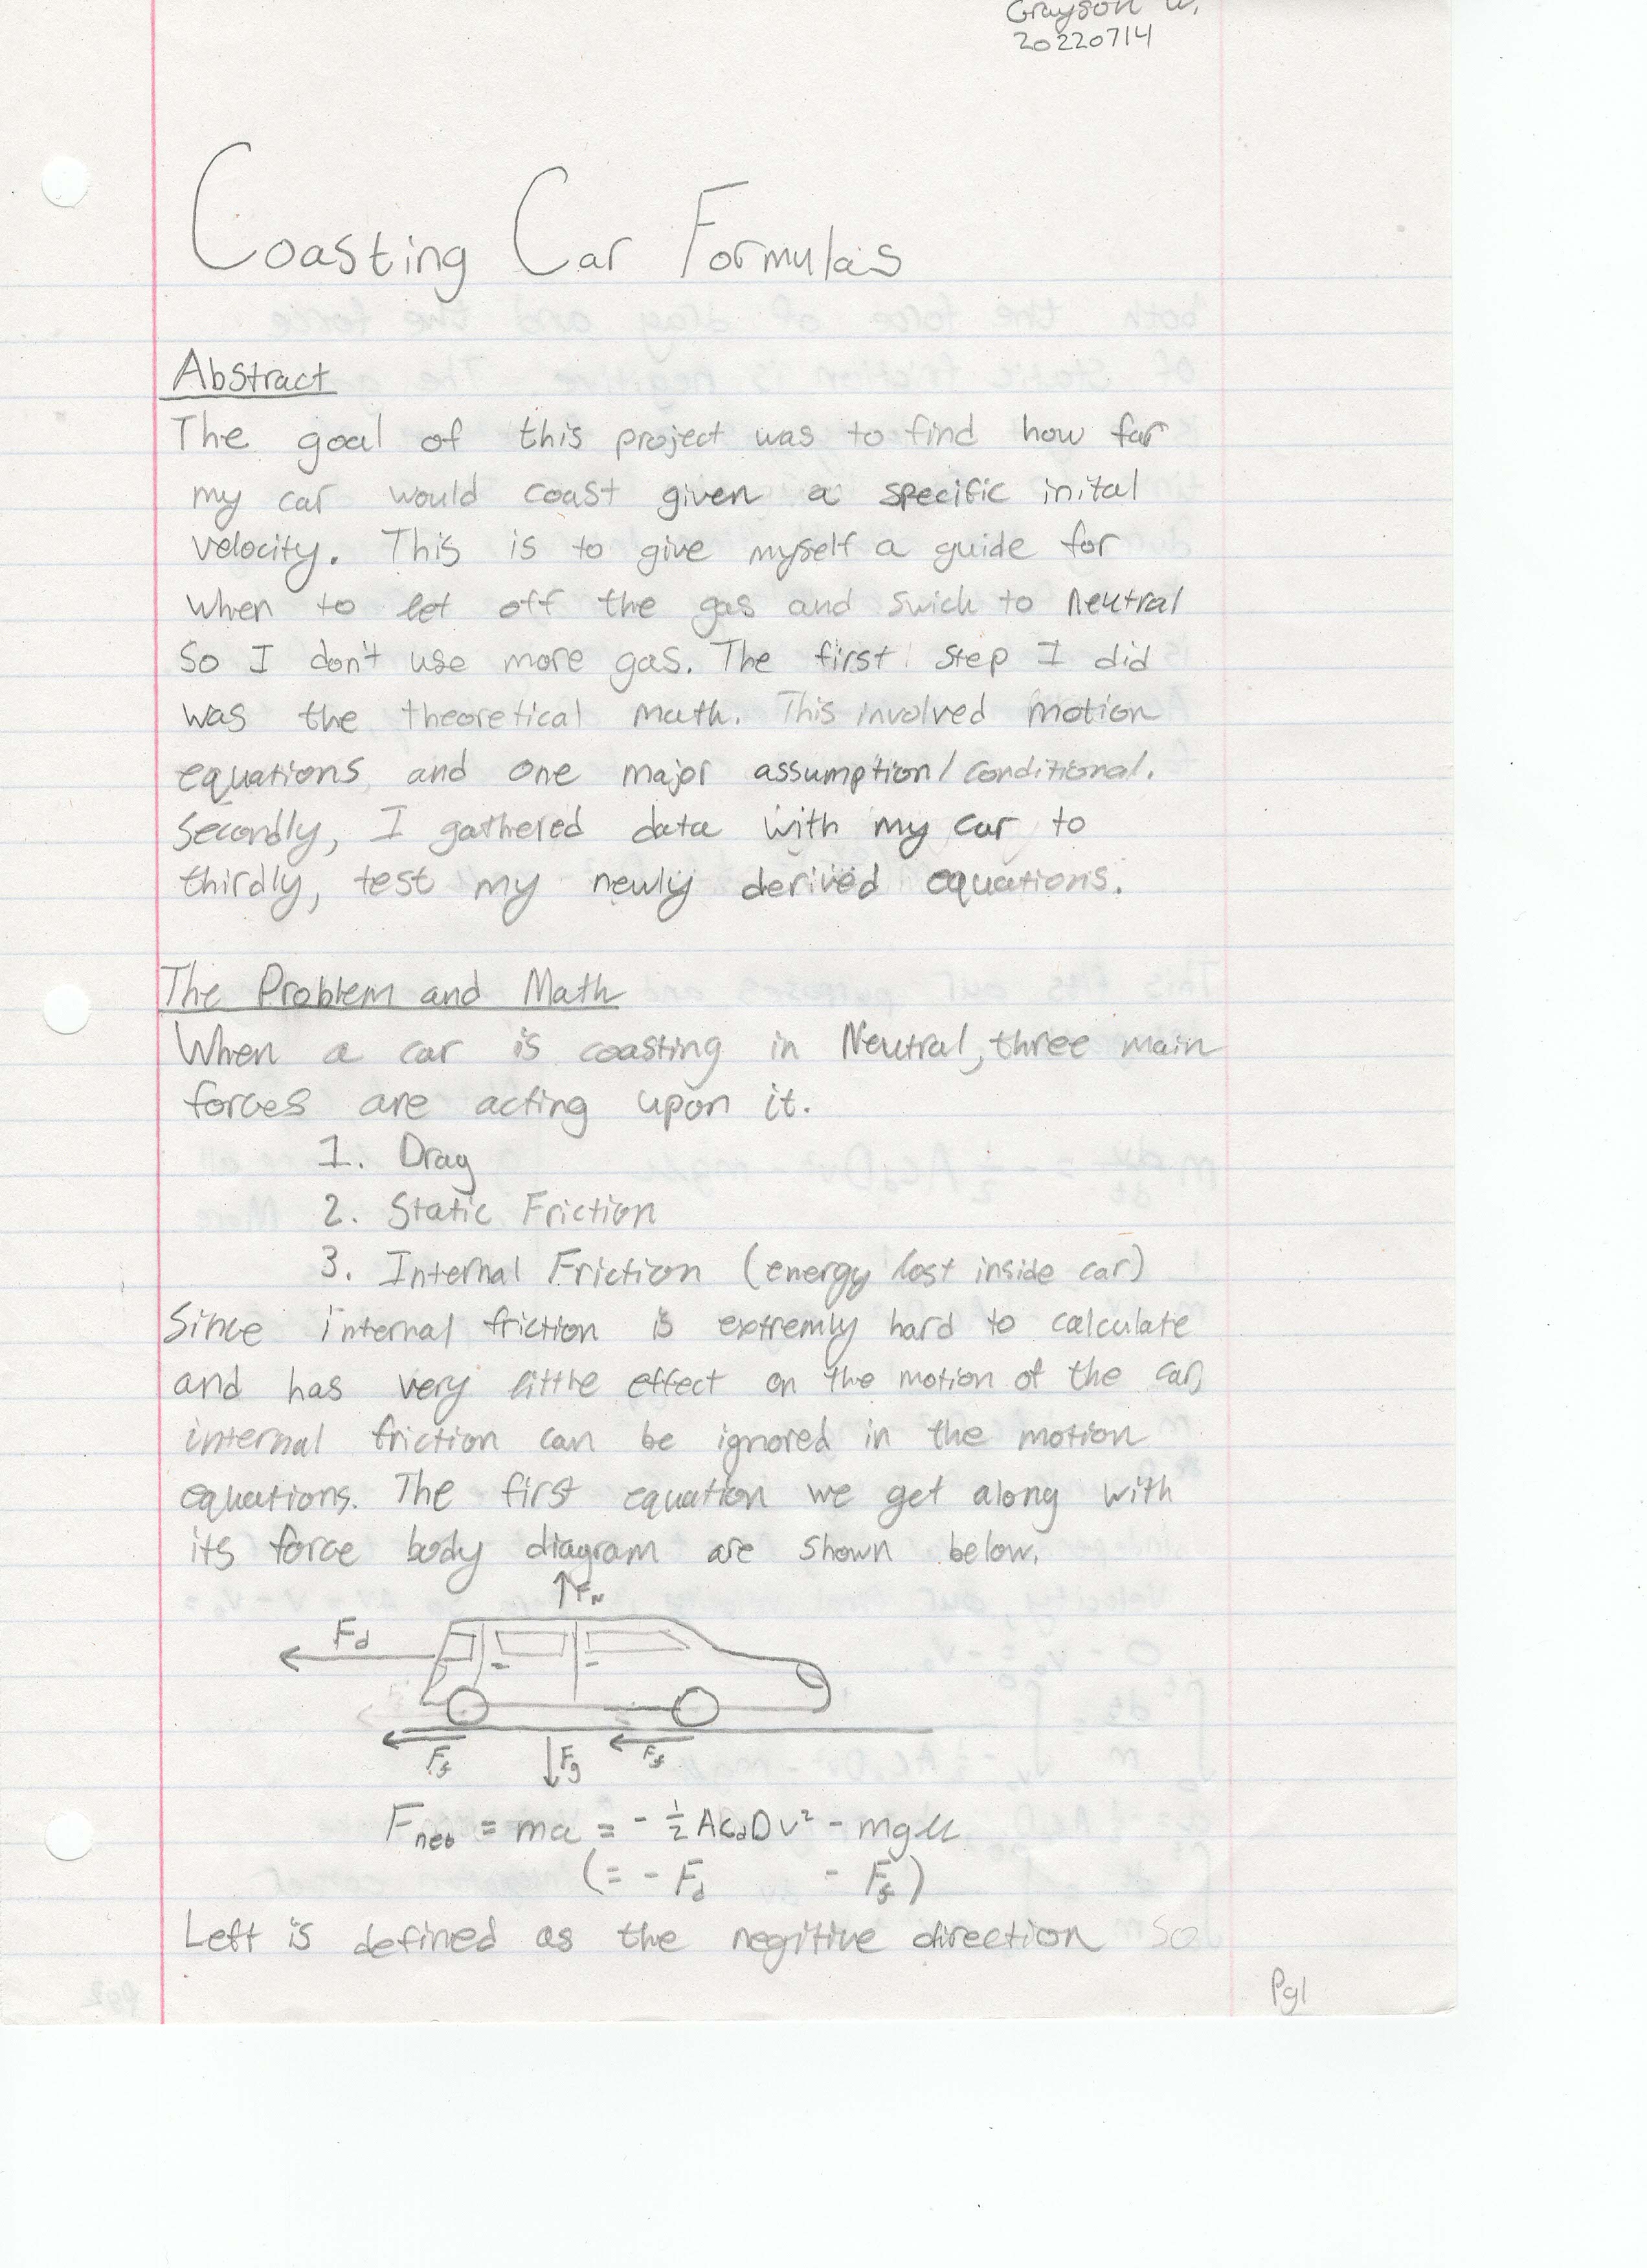 Grayson W.
20220714
Coasting Car Formulas
Abstract
The goal of this project was to find how far
my car would coast given a specific inital
velocity. This is to give myself a guide for
when to let off the gas and swich to Neutral
so I don't use more gas. The first step I did
was the theoretical math. This involved motion
equations and one major assumption/conditional.
Secondly, I gathered data with my car to
thirdly, test my newly derived equations.
The Problem and Math
When a car is coasting in Neutral, three main
forces are acting upon it.
1. Drag
2. Static Friction
3. Internal Friction (energy lost inside car)
Since internal friction is extremly hard to calculate
and has very little effect on the motion of the car,
internal friction can be ignored in the motion
equations. The first equation we get along with
its force body diagram are shown below.
↑F_N
F_d
F_f ↓F_g F_f
F_net = ma = - ½ A c_d D v² - mgμ
(= - F_d - F_f)
Left is defined as the negitive direction so
Pg1